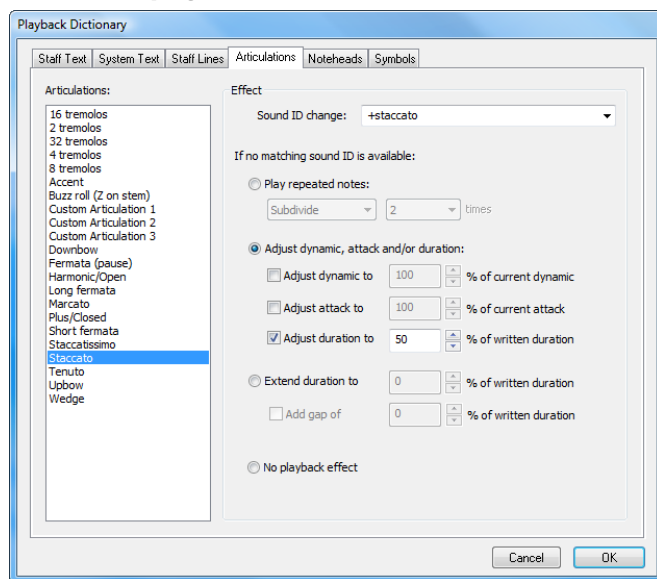 Playback Dictionary
Staff Text System Text Staff Lines Articulations Noteheads Symbols
Articulations:
16 tremolos
2 tremolos
32 tremolos
4 tremolos
8 tremolos
Accent
Buzz roll (Z on stem)
Custom Articulation 1
Custom Articulation 2
Custom Articulation 3
Downbow
Fermata (pause)
Harmonic/Open
Long fermata
Marcato
Plus/Closed
Short fermata
Staccatissimo
Staccato
Tenuto
Upbow
Wedge
Effect
Sound ID change: +staccato
If no matching sound ID is available:
Play repeated notes:
Subdivide 2 times
Adjust dynamic, attack and/or duration:
Adjust dynamic to 100 % of current dynamic
Adjust attack to 100 % of current attack
Adjust duration to 50 % of written duration
Extend duration to 0 % of written duration
Add gap of 0 % of written duration
No playback effect
Cancel OK